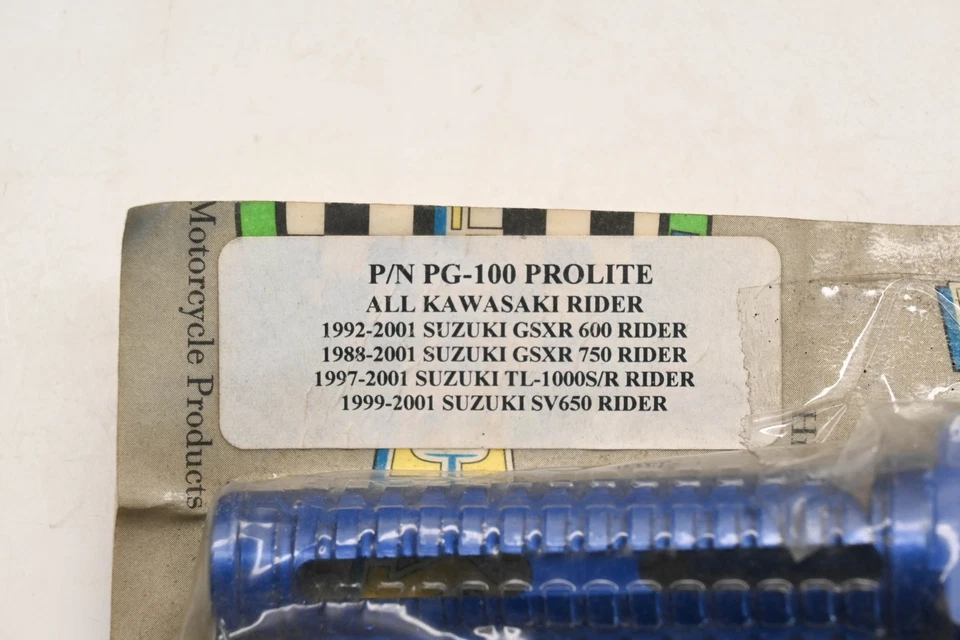 Motorcycle Products
P/N PG-100 PROLITE
ALL KAWASAKI RIDER
1992-2001 SUZUKI GSXR 600 RIDER
1988-2001 SUZUKI GSXR 750 RIDER
1997-2001 SUZUKI TL-1000S/R RIDER
1999-2001 SUZUKI SV650 RIDER